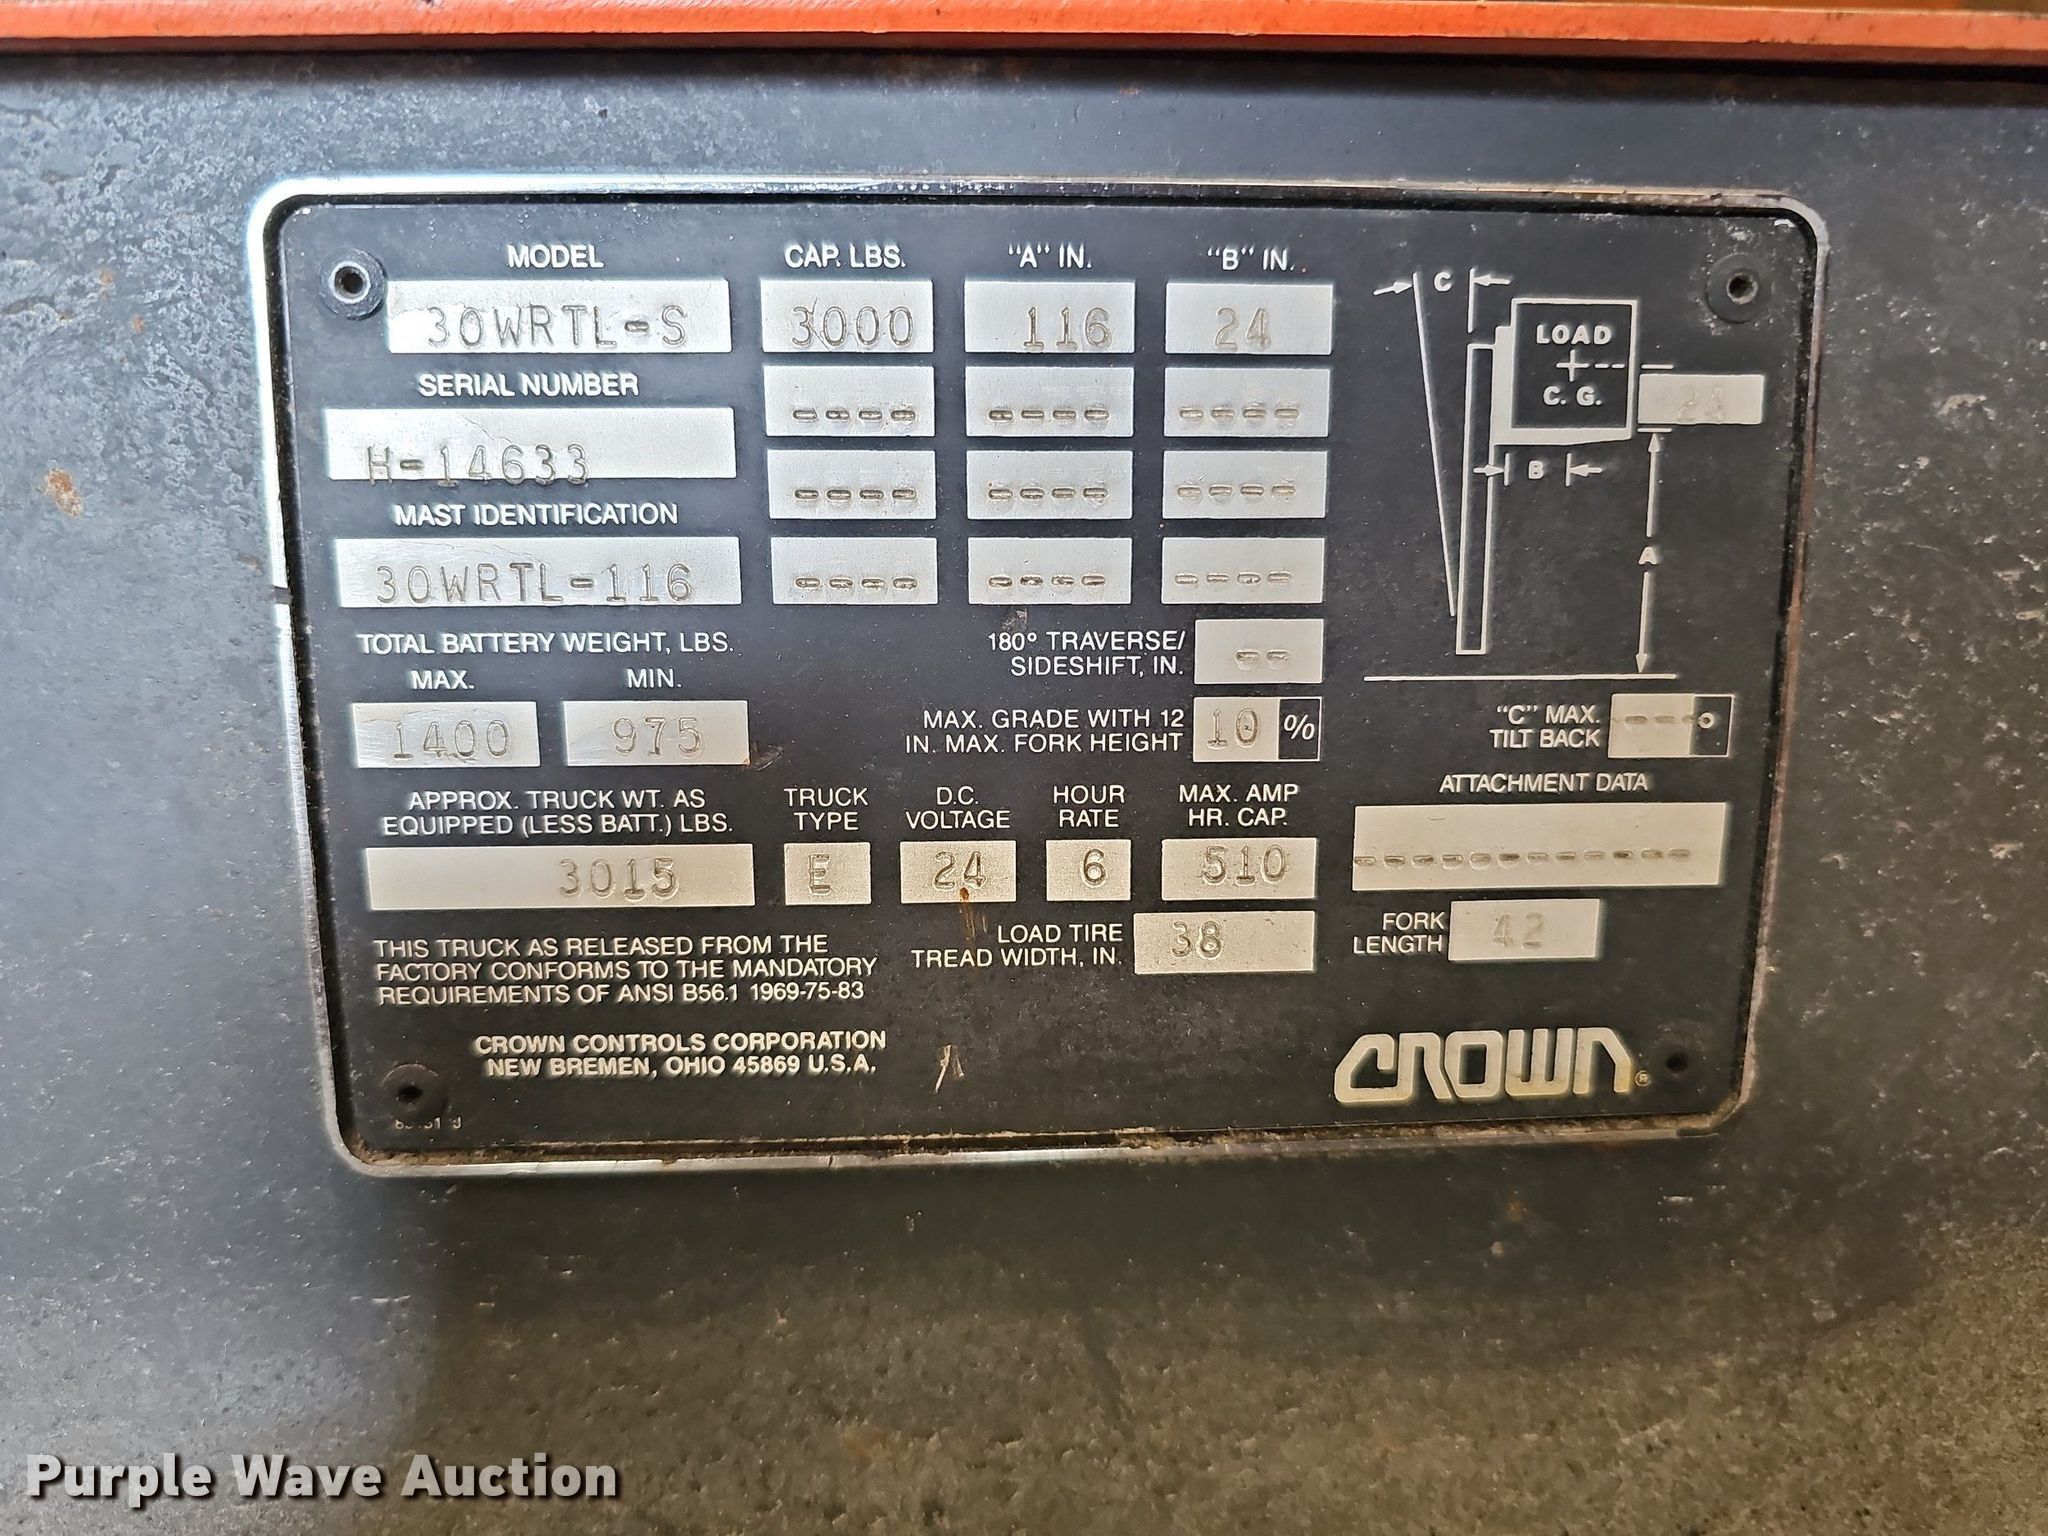 MODEL CAP. LBS. "A" IN. "B" IN.
30WRTL-S 3000 116 24
SERIAL NUMBER ---- ---- ----
H-14633
MAST IDENTIFICATION ---- ---- ----
30WRTL-116 ---- ---- ----
C
LOAD
C. G.
24
B
A
TOTAL BATTERY WEIGHT, LBS.
MAX. MIN.
1400 975
180° TRAVERSE/
SIDESHIFT, IN. --
MAX. GRADE WITH 12
IN. MAX. FORK HEIGHT 10 %
"C" MAX.
TILT BACK ---°
APPROX. TRUCK WT. AS
EQUIPPED (LESS BATT.) LBS.
3015
TRUCK
TYPE
E
D.C.
VOLTAGE
24
HOUR
RATE
6
MAX. AMP
HR. CAP.
510
ATTACHMENT DATA
------------
LOAD TIRE
TREAD WIDTH, IN. 38
FORK
LENGTH 42
THIS TRUCK AS RELEASED FROM THE
FACTORY CONFORMS TO THE MANDATORY
REQUIREMENTS OF ANSI B56.1 1969-75-83
CROWN CONTROLS CORPORATION
NEW BREMEN, OHIO 45869 U.S.A.
CROWN®
Purple Wave Auction